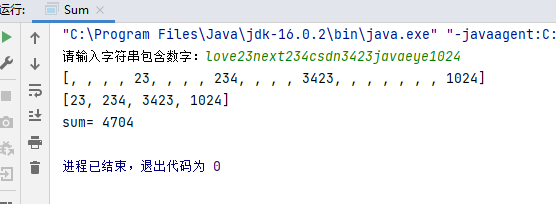 运行: Sum ×
"C:\Program Files\Java\jdk-16.0.2\bin\java.exe" "-javaagent:C:
请输入字符串包含数字：love23next234csdn3423javaeye1024
[, , , , 23, , , , 234, , , , 3423, , , , , , , 1024]
[23, 234, 3423, 1024]
sum= 4704
进程已结束，退出代码为 0